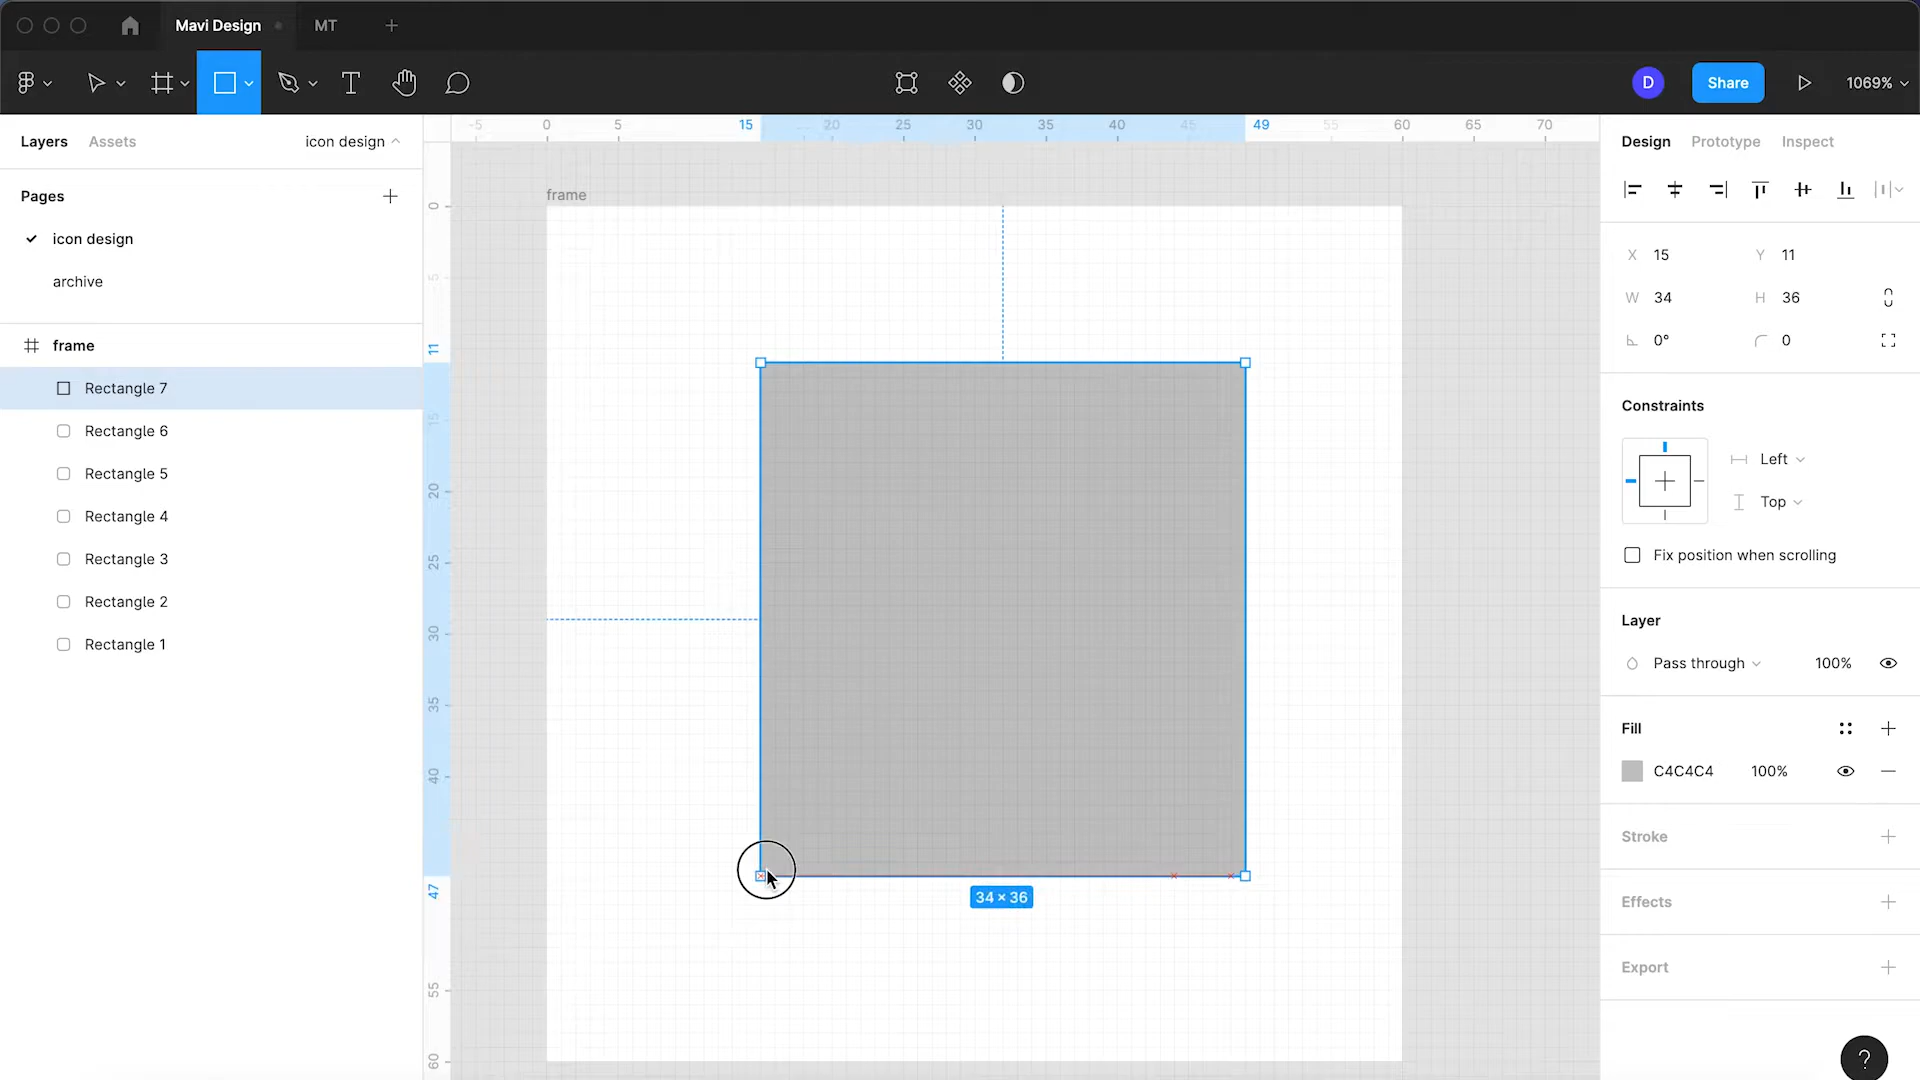 Mavi Design
MT
D
Share
1069%
Layers
Assets
icon design
-5
0
5
15
20
25
30
35
40
45
49
55
60
65
70
Design
Prototype
Inspect
Pages
icon design
archive
frame
Rectangle 7
Rectangle 6
Rectangle 5
Rectangle 4
Rectangle 3
Rectangle 2
Rectangle 1
0
5
11
15
20
25
30
35
40
47
55
60
frame
34 × 36
X 15
Y 11
W 34
H 36
0°
0
Constraints
Left
Top
Fix position when scrolling
Layer
Pass through
100%
Fill
C4C4C4
100%
Stroke
Effects
Export
?